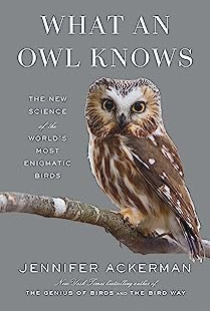 WHAT AN
OWL KNOWS
THE NEW
SCIENCE
of the
WORLD'S
MOST
ENIGMATIC
BIRDS
JENNIFER ACKERMAN
New York Times bestselling author of
THE GENIUS OF BIRDS AND THE BIRD WAY